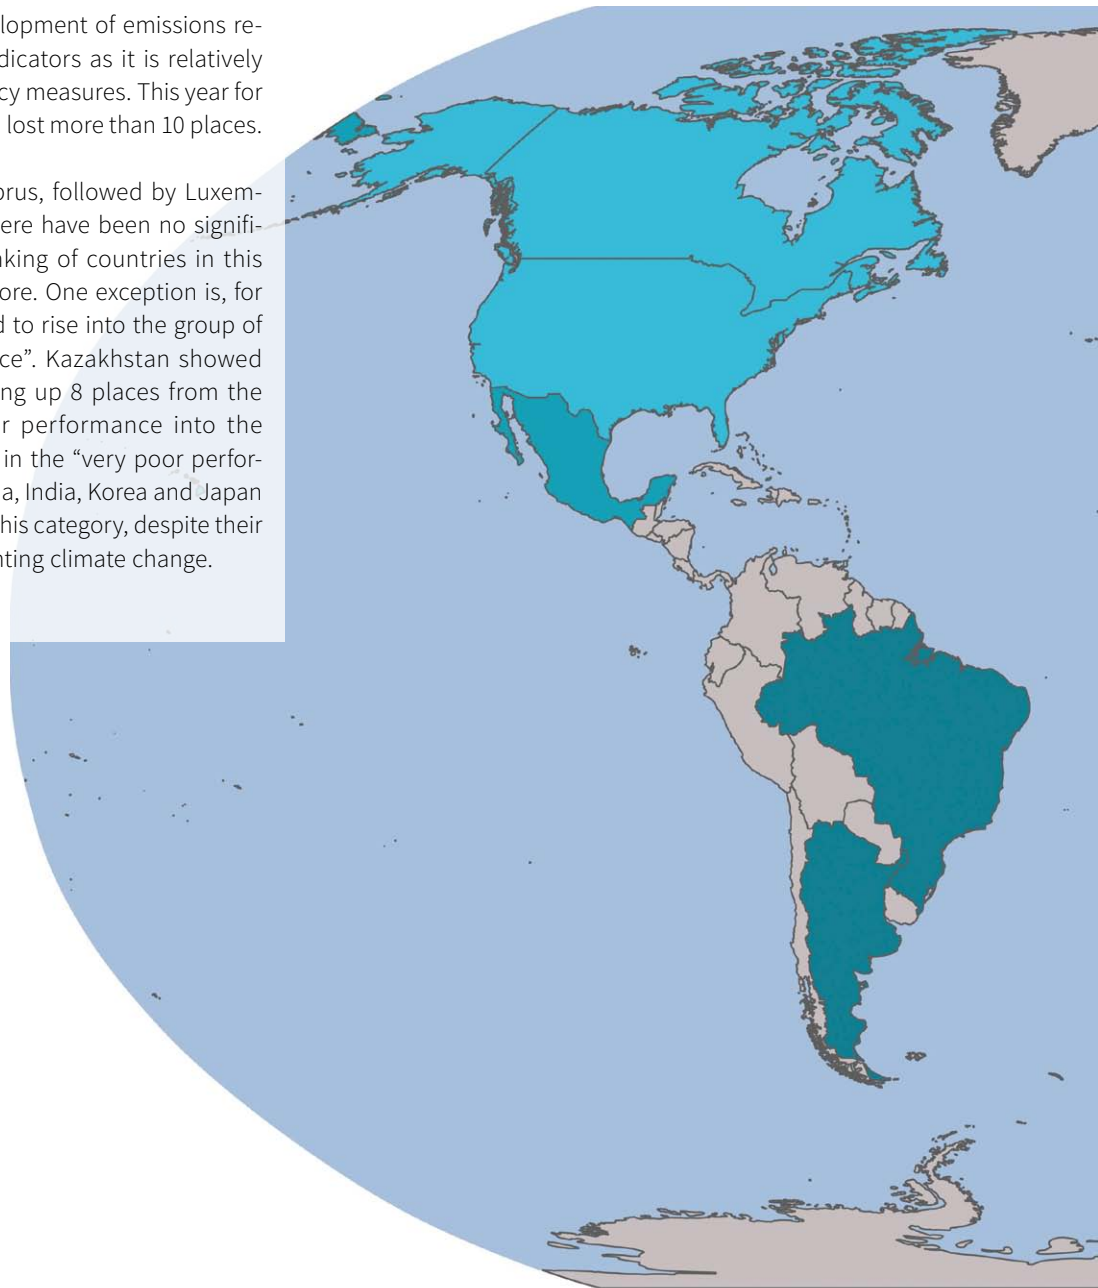 lopment of emissions re-
dicators as it is relatively
cy measures. This year for
lost more than 10 places.
prus, followed by Luxem-
ere have been no signifi-
nking of countries in this
ore. One exception is, for
d to rise into the group of
ce”. Kazakhstan showed
ng up 8 places from the
r performance into the
in the “very poor perfor-
a, India, Korea and Japan
his category, despite their
nting climate change.